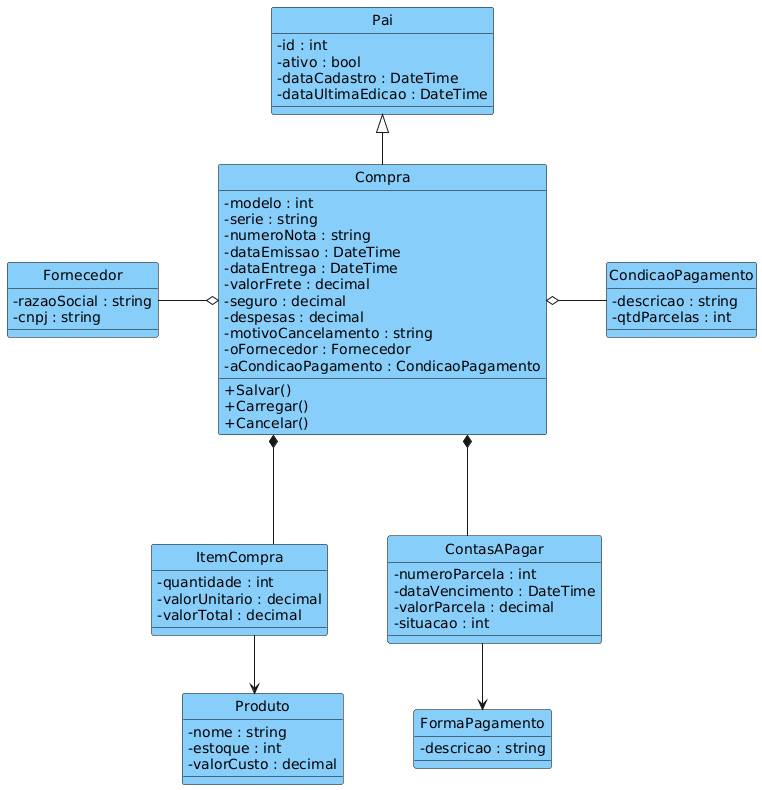 Pai
-id : int
-ativo : bool
-dataCadastro : DateTime
-dataUltimaEdicao : DateTime
Compra
-modelo : int
-serie : string
-numeroNota : string
-dataEmissao : DateTime
-dataEntrega : DateTime
-valorFrete : decimal
-seguro : decimal
-despesas : decimal
-motivoCancelamento : string
-oFornecedor : Fornecedor
-aCondicaoPagamento : CondicaoPagamento
+Salvar()
+Carregar()
+Cancelar()
Fornecedor
-razaoSocial : string
-cnpj : string
CondicaoPagamento
-descricao : string
-qtdParcelas : int
ItemCompra
-quantidade : int
-valorUnitario : decimal
-valorTotal : decimal
ContasAPagar
-numeroParcela : int
-dataVencimento : DateTime
-valorParcela : decimal
-situacao : int
Produto
-nome : string
-estoque : int
-valorCusto : decimal
FormaPagamento
-descricao : string